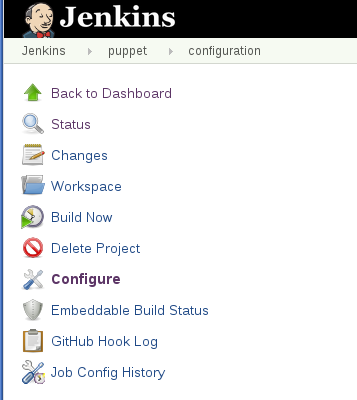 Jenkins
Jenkins puppet configuration
Back to Dashboard
Status
Changes
Workspace
Build Now
Delete Project
Configure
Embeddable Build Status
GitHub Hook Log
Job Config History